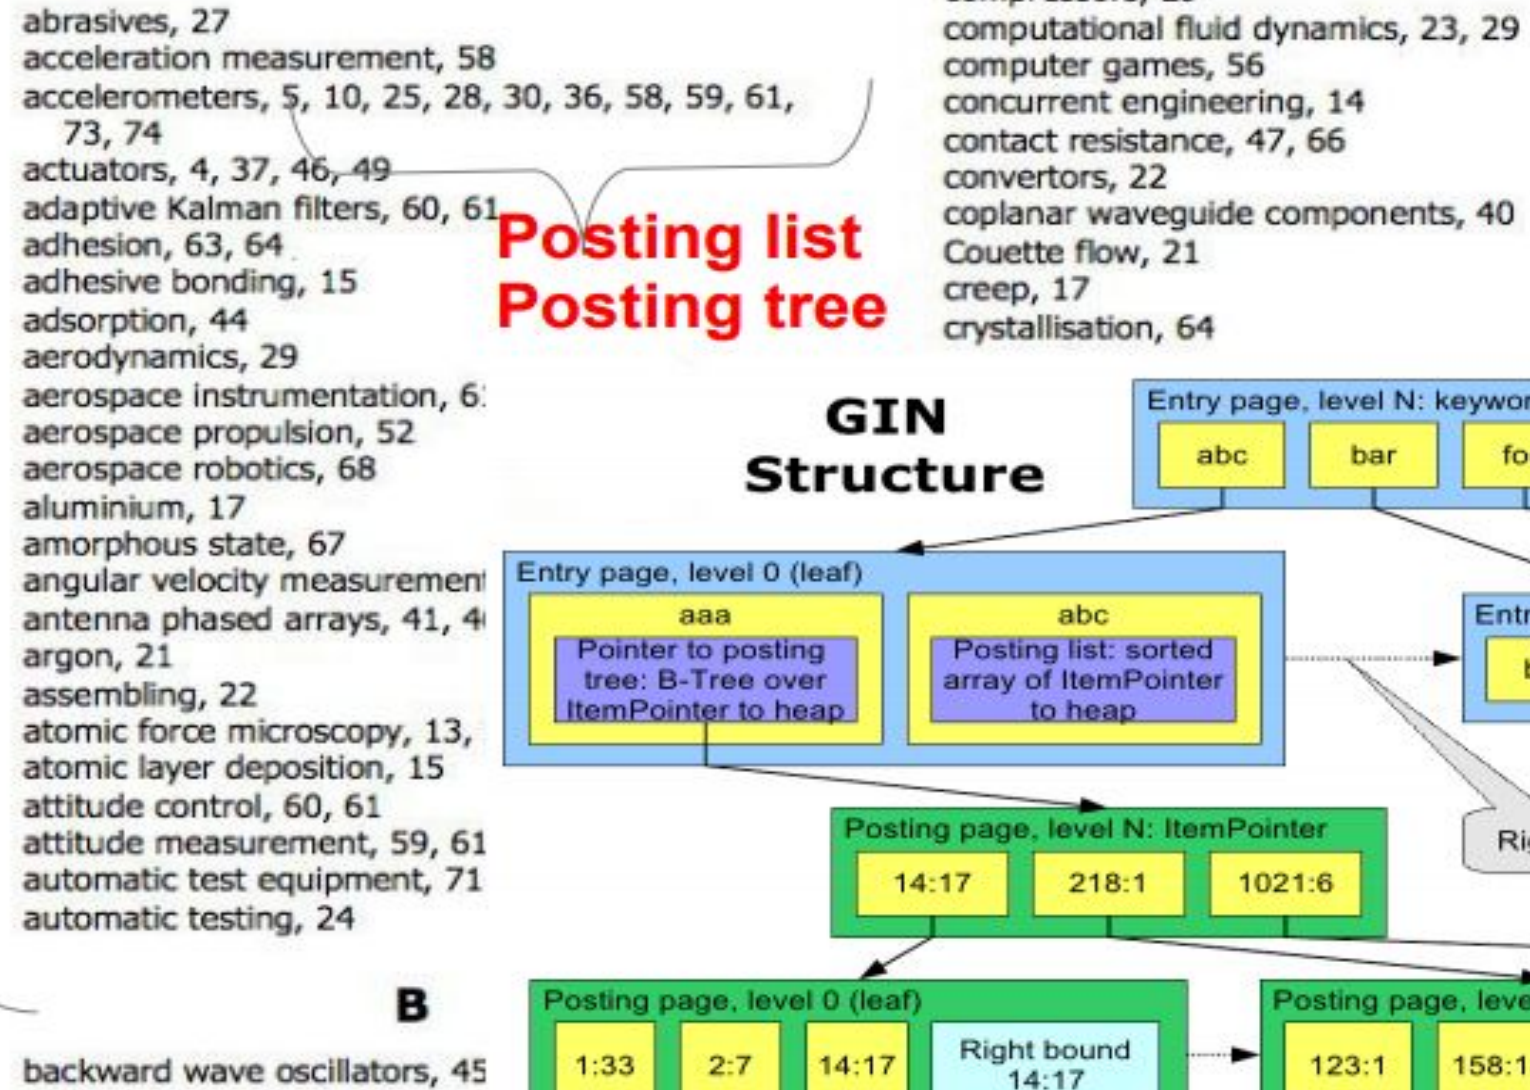 abrasives, 27
acceleration measurement, 58
accelerometers, 5, 10, 25, 28, 30, 36, 58, 59, 61,
73, 74
actuators, 4, 37, 46, 49
adaptive Kalman filters, 60, 61
adhesion, 63, 64
adhesive bonding, 15
adsorption, 44
aerodynamics, 29
aerospace instrumentation,
aerospace propulsion, 52
aerospace robotics, 68
aluminium, 17
amorphous state, 67
angular velocity measurement
antenna phased arrays, 41,
argon, 21
assembling, 22
atomic force microscopy, 13,
atomic layer deposition, 15
attitude control, 60, 61
attitude measurement, 59, 61
automatic test equipment, 71
automatic testing, 24
B
backward wave oscillators, 45
computational fluid dynamics, 23, 29
computer games, 56
concurrent engineering, 14
contact resistance, 47, 66
convertors, 22
coplanar waveguide components, 40
Couette flow, 21
creep, 17
crystallisation, 64
Posting list
Posting tree
GIN
Structure
Entry page, level N:
abc
bar
Entry page, level 0 (leaf)
aaa
Pointer to posting
tree: B-Tree over
ItemPointer to heap
abc
Posting list: sorted
array of ItemPointer
to heap
Posting page, level N: ItemPointer
14:17
218:1
1021:6
Posting page, level 0 (leaf)
1:33
2:7
14:17
Right bound
14:17
Posting page,
123:1